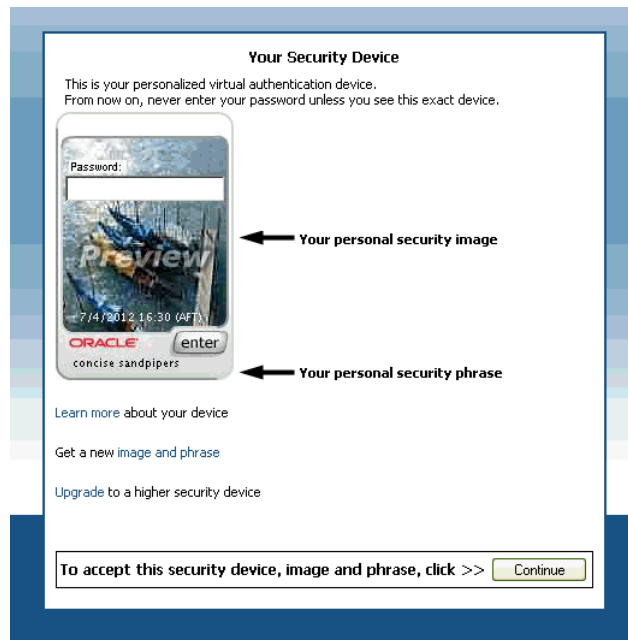 Your Security Device
This is your personalized virtual authentication device.
From now on, never enter your password unless you see this exact device.
Password:
Your personal security image
Preview
7/4/2012 16:30 (AFT)
ORACLE
enter
concise sandpipers
Your personal security phrase
Learn more about your device
Get a new image and phrase
Upgrade to a higher security device
To accept this security device, image and phrase, click >> Continue